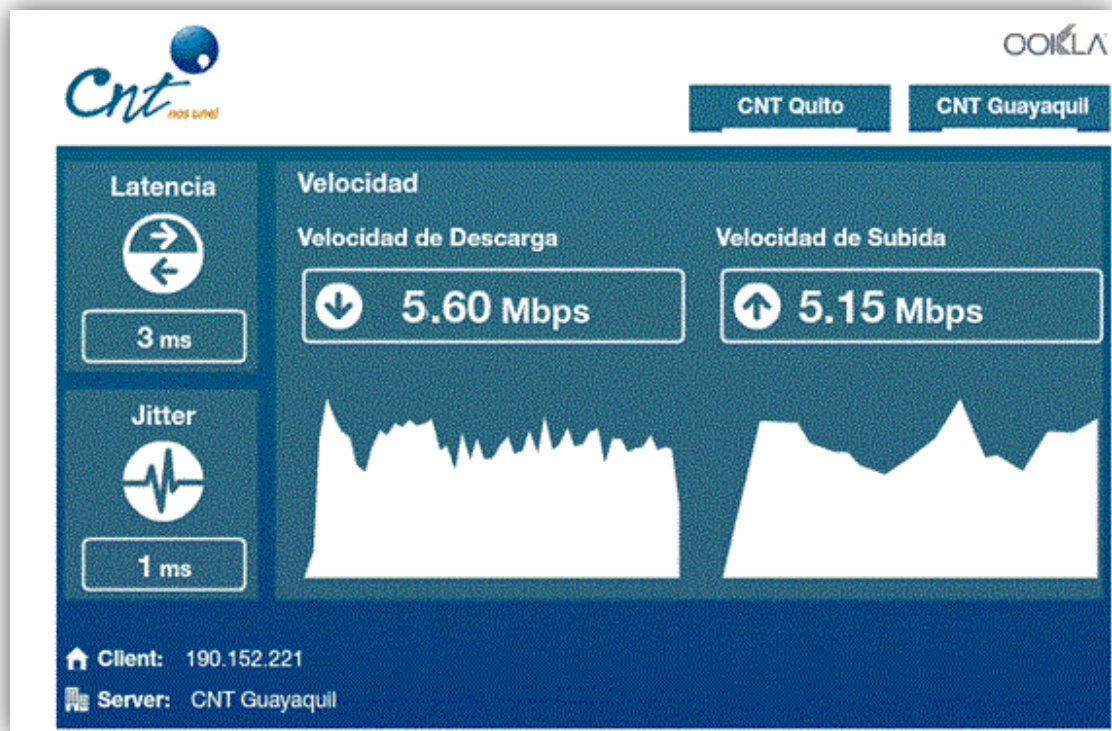 Cnt
nos une!
OOKLA
CNT Quito
CNT Guayaquil
Latencia
3 ms
Jitter
1 ms
Velocidad
Velocidad de Descarga
5.60 Mbps
Velocidad de Subida
5.15 Mbps
Client: 190.152.221
Server: CNT Guayaquil